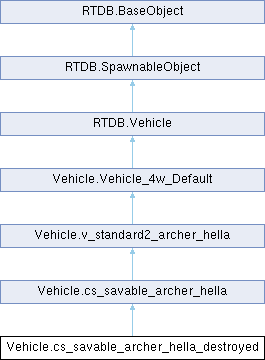 RTDB.BaseObject
RTDB.SpawnableObject
RTDB.Vehicle
Vehicle.Vehicle_4w_Default
Vehicle.v_standard2_archer_hella
Vehicle.cs_savable_archer_hella
Vehicle.cs_savable_archer_hella_destroyed